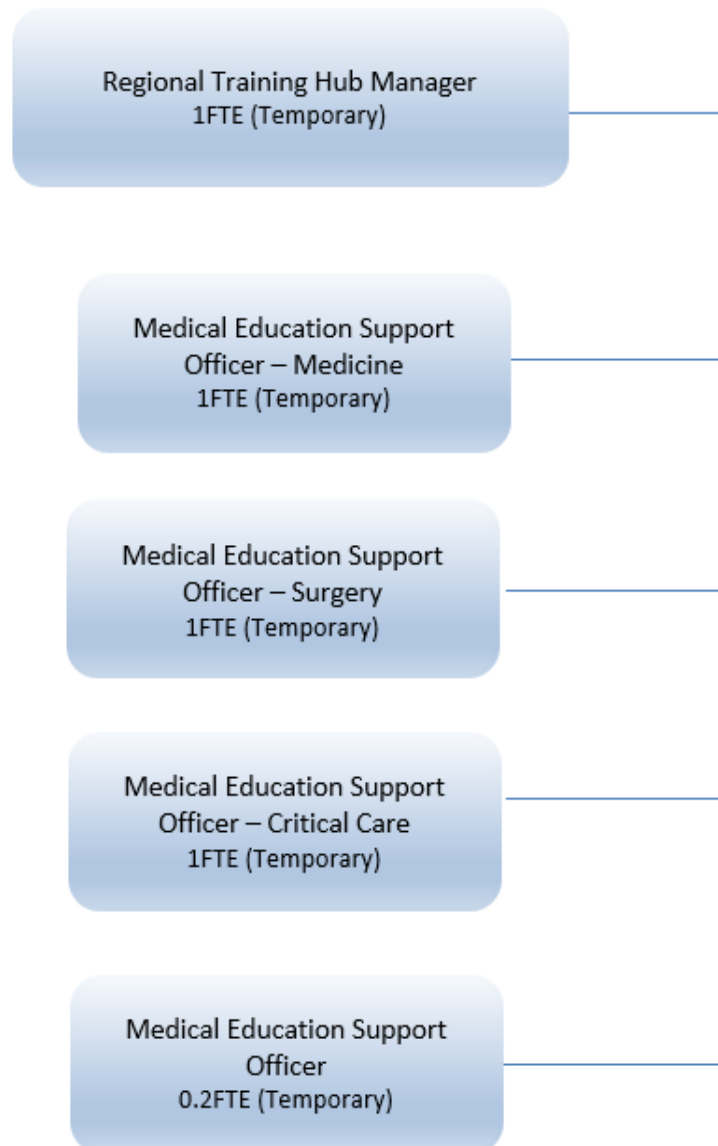 Regional Training Hub Manager
1FTE (Temporary)
Medical Education Support
Officer – Medicine
1FTE (Temporary)
Medical Education Support
Officer – Surgery
1FTE (Temporary)
Medical Education Support
Officer – Critical Care
1FTE (Temporary)
Medical Education Support
Officer
0.2FTE (Temporary)